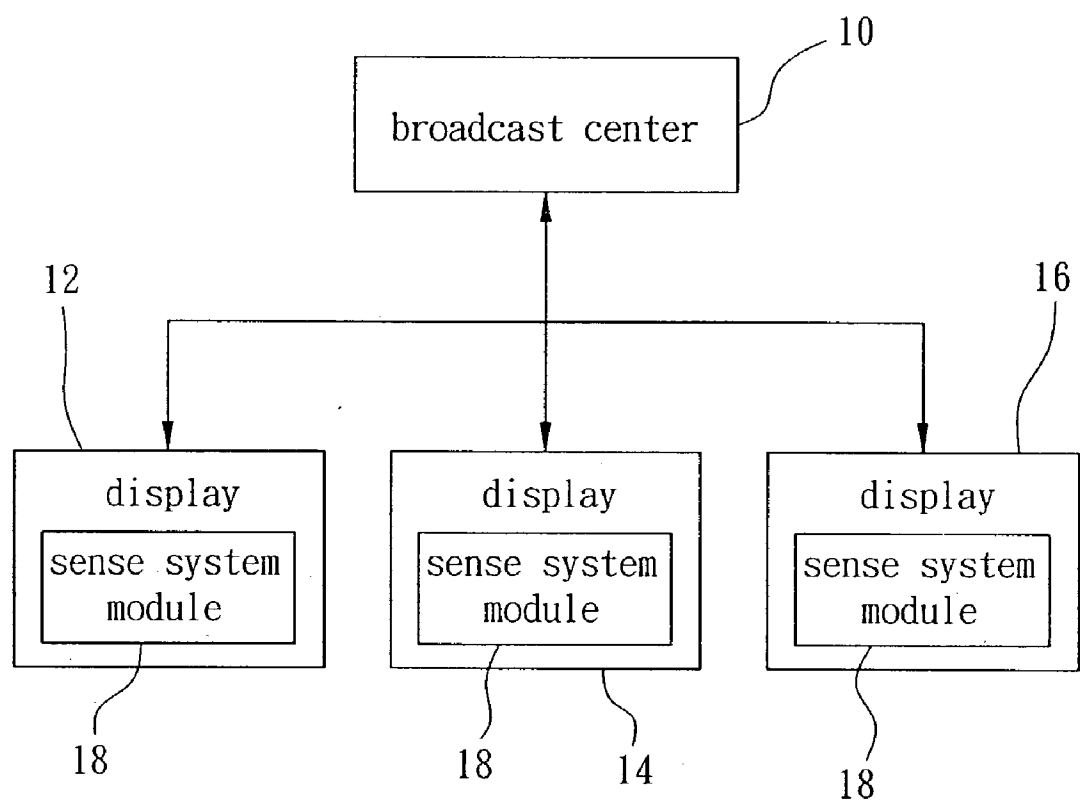 10
broadcast center
12
16
display
sense system
module
display
sense system
module
display
sense system
module
18
18
14
18